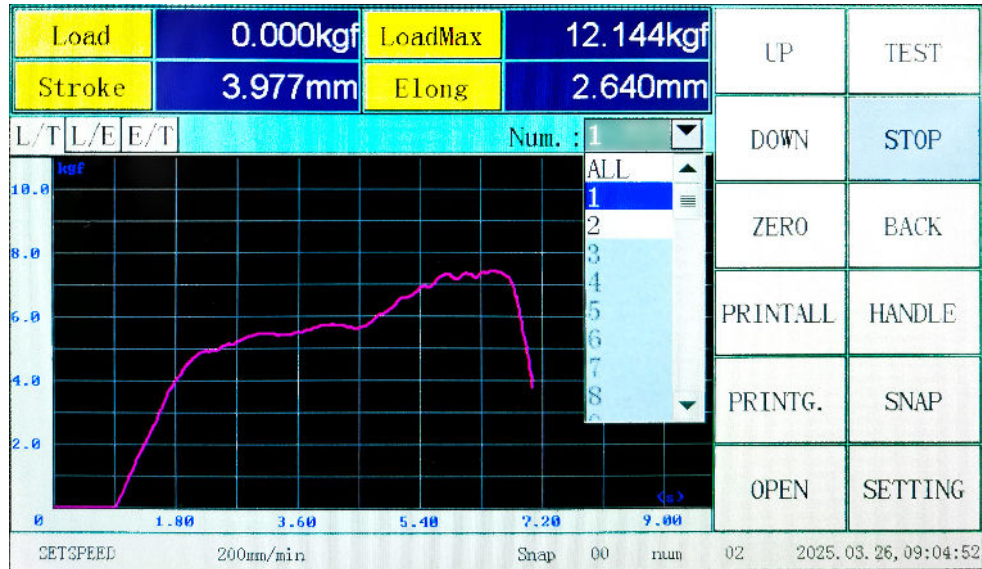 Load 0.000kgf LoadMax 12.144kgf
Stroke 3.977mm Elong 2.640mm
L/T L/E E/T Num. : 1
UP TEST
DOWN STOP
ZERO BACK
PRINTALL HANDLE
PRINTG. SNAP
OPEN SETTING
ALL
1
2
3
4
5
6
7
8
kgf
10.0
8.0
6.0
4.0
2.0
(s)
0 1.80 3.60 5.40 7.20 9.00
SETSPEED 200mm/min Snap 00 num 02 2025.03.26,09:04:52